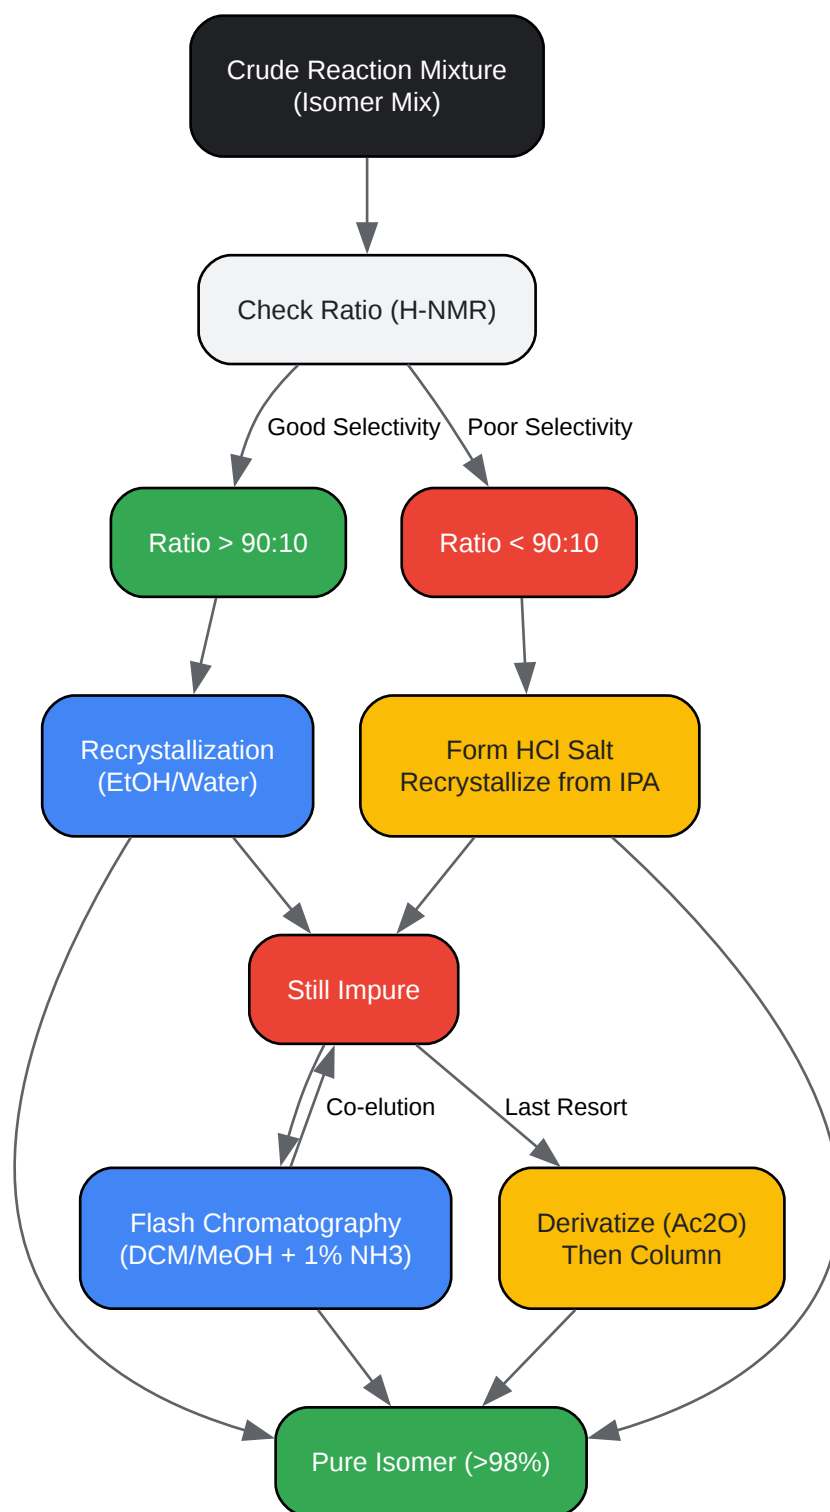 Crude Reaction Mixture
(Isomer Mix)
Check Ratio (H-NMR)
Good Selectivity
Poor Selectivity
Ratio > 90:10
Ratio < 90:10
Recrystallization
(EtOH/Water)
Form HCl Salt
Recrystallize from IPA
Still Impure
Co-elution
Last Resort
Flash Chromatography
(DCM/MeOH + 1% NH3)
Derivatize (Ac2O)
Then Column
Pure Isomer (>98%)